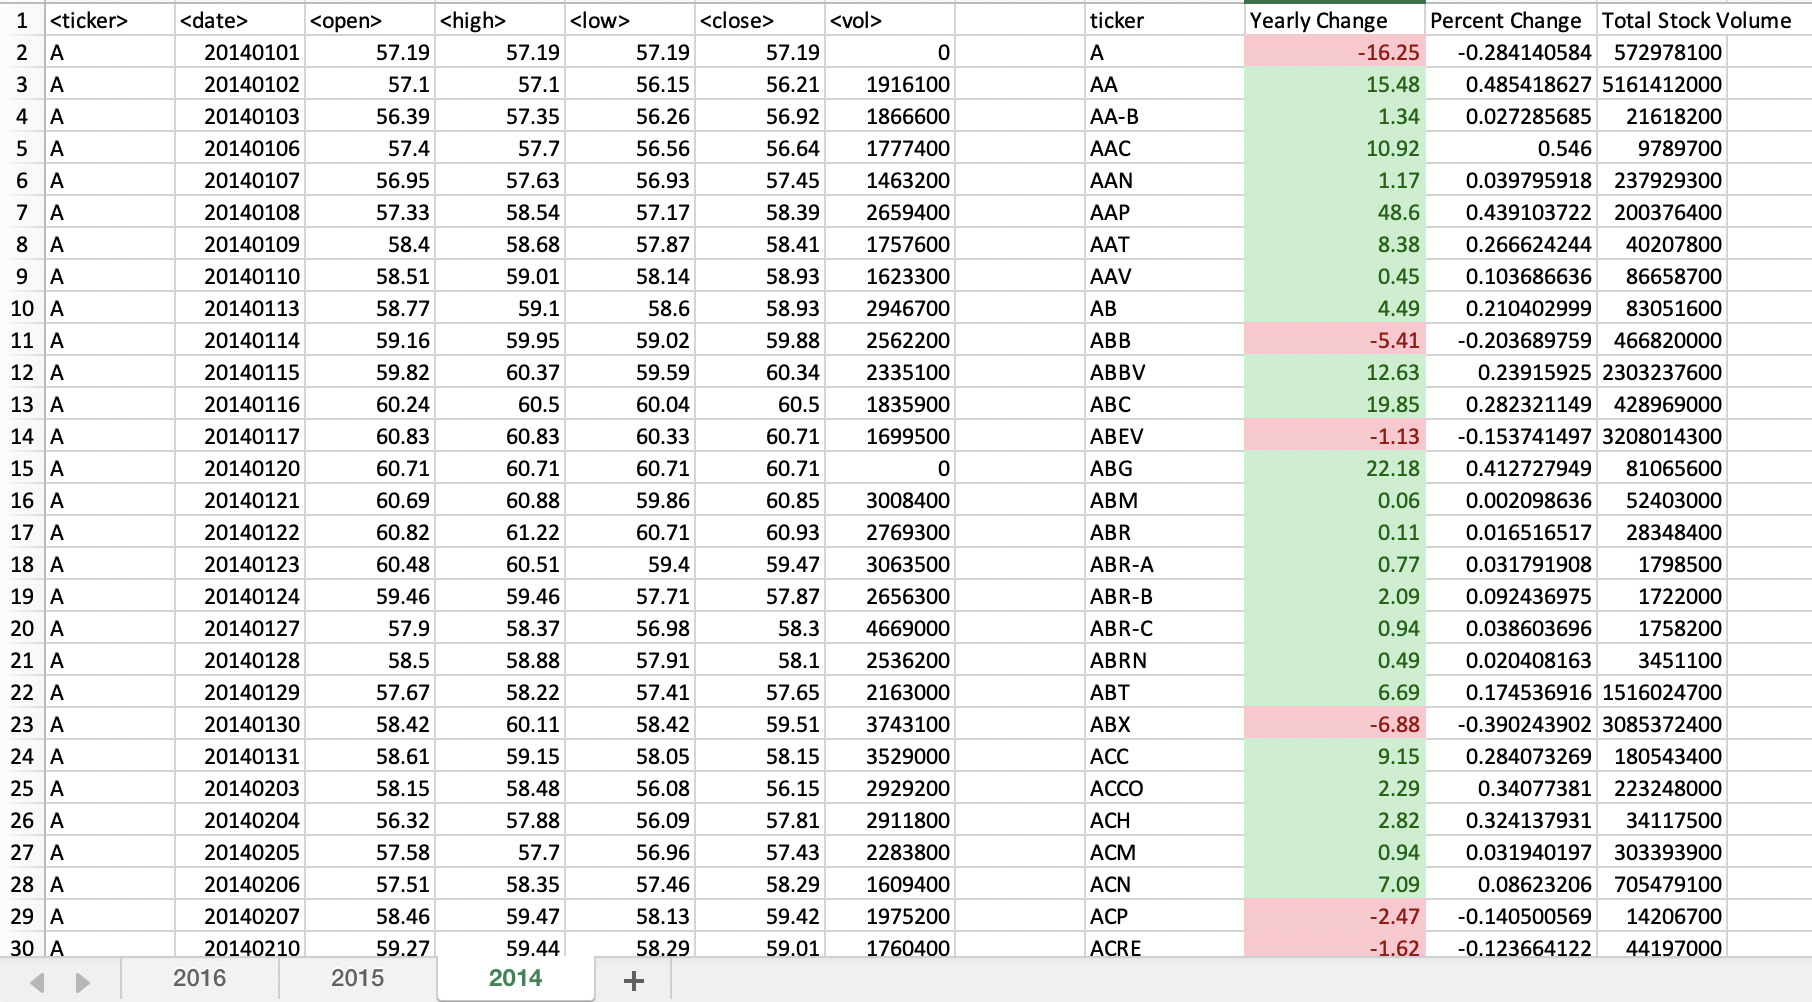 1 <ticker> <date> <open> <high> <low> <close> <vol> ticker Yearly Change Percent Change Total Stock Volume
2 A 20140101 57.19 57.19 57.19 57.19 0 A -16.25 -0.284140584 572978100
3 A 20140102 57.1 57.1 56.15 56.21 1916100 AA 15.48 0.485418627 5161412000
4 A 20140103 56.39 57.35 56.26 56.92 1866600 AA-B 1.34 0.027285685 21618200
5 A 20140106 57.4 57.7 56.56 56.64 1777400 AAC 10.92 0.546 9789700
6 A 20140107 56.95 57.63 56.93 57.45 1463200 AAN 1.17 0.039795918 237929300
7 A 20140108 57.33 58.54 57.17 58.39 2659400 AAP 48.6 0.439103722 200376400
8 A 20140109 58.4 58.68 57.87 58.41 1757600 AAT 8.38 0.266624244 40207800
9 A 20140110 58.51 59.01 58.14 58.93 1623300 AAV 0.45 0.103686636 86658700
10 A 20140113 58.77 59.1 58.6 58.93 2946700 AB 4.49 0.210402999 83051600
11 A 20140114 59.16 59.95 59.02 59.88 2562200 ABB -5.41 -0.203689759 466820000
12 A 20140115 59.82 60.37 59.59 60.34 2335100 ABBV 12.63 0.23915925 2303237600
13 A 20140116 60.24 60.5 60.04 60.5 1835900 ABC 19.85 0.282321149 428969000
14 A 20140117 60.83 60.83 60.33 60.71 1699500 ABEV -1.13 -0.153741497 3208014300
15 A 20140120 60.71 60.71 60.71 60.71 0 ABG 22.18 0.412727949 81065600
16 A 20140121 60.69 60.88 59.86 60.85 3008400 ABM 0.06 0.002098636 52403000
17 A 20140122 60.82 61.22 60.71 60.93 2769300 ABR 0.11 0.016516517 28348400
18 A 20140123 60.48 60.51 59.4 59.47 3063500 ABR-A 0.77 0.031791908 1798500
19 A 20140124 59.46 59.46 57.71 57.87 2656300 ABR-B 2.09 0.092436975 1722000
20 A 20140127 57.9 58.37 56.98 58.3 4669000 ABR-C 0.94 0.038603696 1758200
21 A 20140128 58.5 58.88 57.91 58.1 2536200 ABRN 0.49 0.020408163 3451100
22 A 20140129 57.67 58.22 57.41 57.65 2163000 ABT 6.69 0.174536916 1516024700
23 A 20140130 58.42 60.11 58.42 59.51 3743100 ABX -6.88 -0.390243902 3085372400
24 A 20140131 58.61 59.15 58.05 58.15 3529000 ACC 9.15 0.284073269 180543400
25 A 20140203 58.15 58.48 56.08 56.15 2929200 ACCO 2.29 0.34077381 223248000
26 A 20140204 56.32 57.88 56.09 57.81 2911800 ACH 2.82 0.324137931 34117500
27 A 20140205 57.58 57.7 56.96 57.43 2283800 ACM 0.94 0.031940197 303393900
28 A 20140206 57.51 58.35 57.46 58.29 1609400 ACN 7.09 0.08623206 705479100
29 A 20140207 58.46 59.47 58.13 59.42 1975200 ACP -2.47 -0.140500569 14206700
30 A 20140210 59.27 59.44 58.29 59.01 1760400 ACRE -1.62 -0.123664122 44197000
2016 2015 2014 +